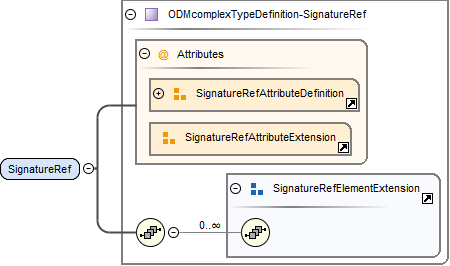 ODMcomplexTypeDefinition-SignatureRef
@ Attributes
SignatureRefAttributeDefinition
SignatureRefAttributeExtension
SignatureRef
SignatureRefElementExtension
0..∞